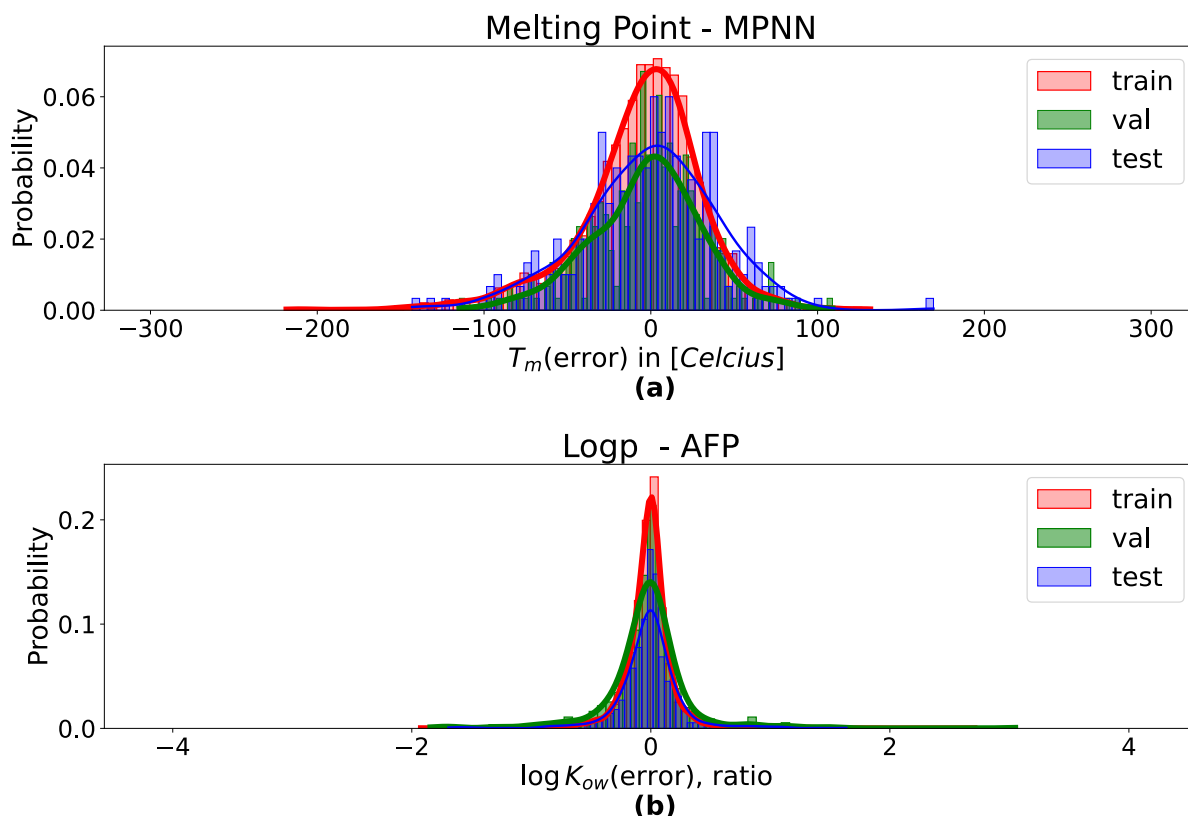 Melting Point - MPNN
Probability
0.06
0.04
0.02
0.00
−300
−200
−100
0
100
200
300
train
val
test
T_m(error) in [Celcius]
(a)
Logp - AFP
Probability
0.2
0.1
0.0
−4
−2
0
2
4
train
val
test
log K_ow(error), ratio
(b)